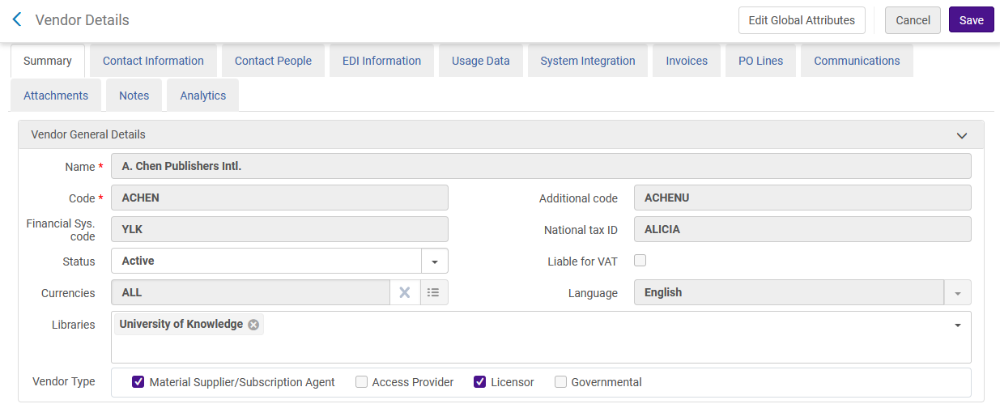 Vendor Details
Edit Global Attributes
Cancel
Save
Summary
Contact Information
Contact People
EDI Information
Usage Data
System Integration
Invoices
PO Lines
Communications
Attachments
Notes
Analytics
Vendor General Details
Name *
A. Chen Publishers Intl.
Code *
ACHEN
Additional code
ACHENU
Financial Sys.
code
YLK
National tax ID
ALICIA
Status
Active
Liable for VAT
Currencies
ALL
Language
English
Libraries
University of Knowledge
Vendor Type
Material Supplier/Subscription Agent
Access Provider
Licensor
Governmental